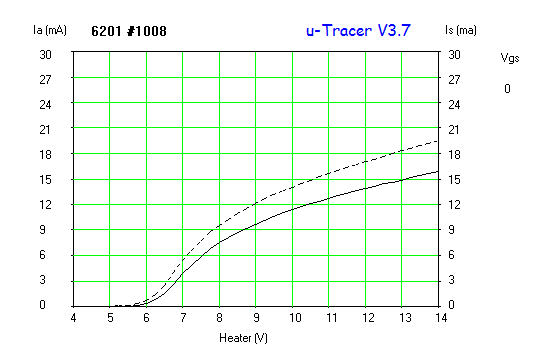 Ia (mA) 6201 #1008 u-Tracer V3.7 Is (ma)
30 30
27 27 Vgs
24 24 0
21 21
18 18
15 15
12 12
9 9
6 6
3 3
0 0
4 5 6 7 8 9 10 11 12 13 14
Heater (V)